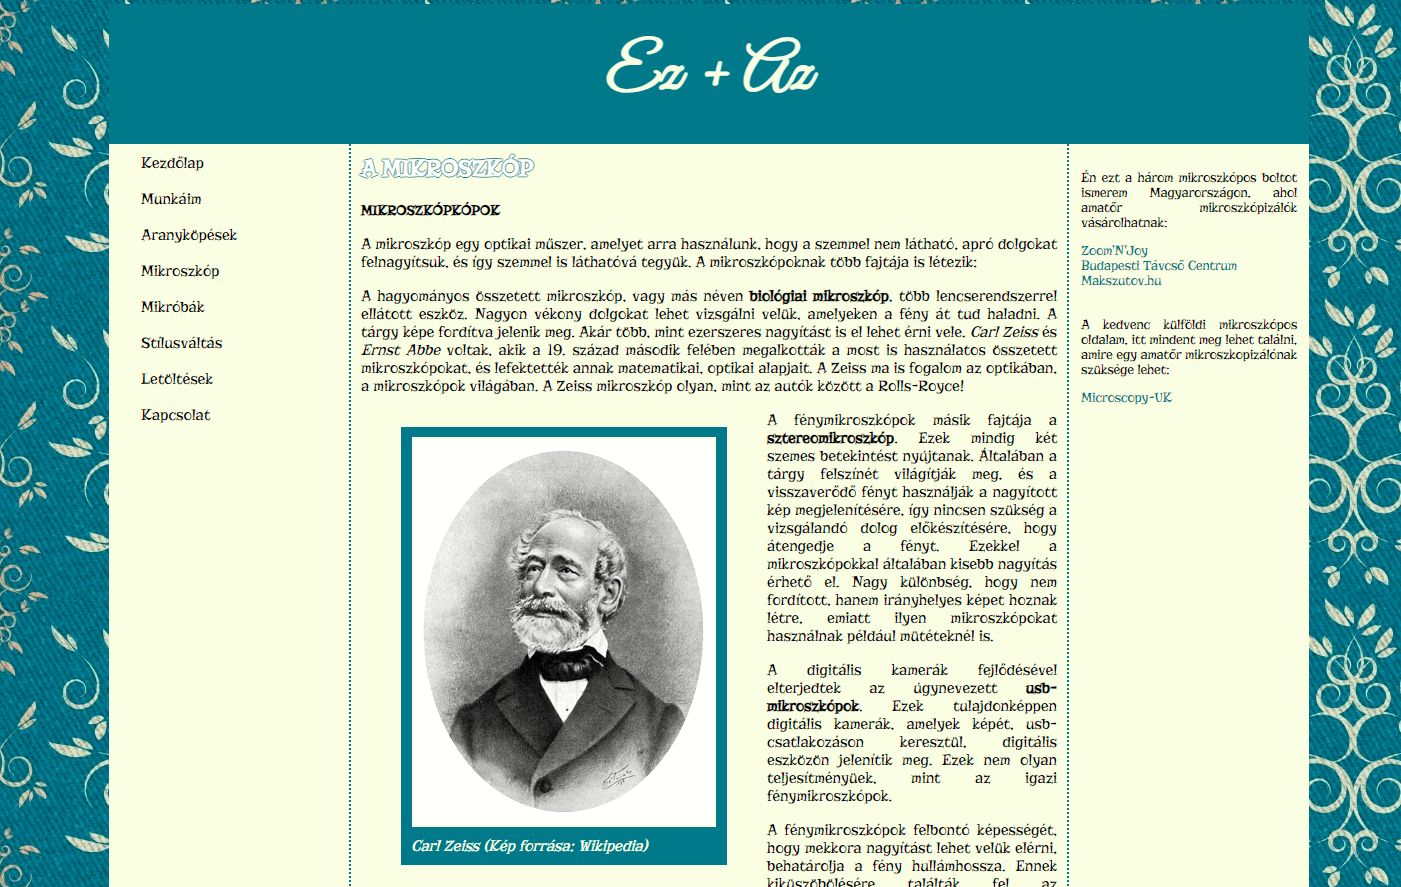 Ez + Az
Kezdőlap
Munkáim
Aranyköpések
Mikroszkóp
Mikróbák
Stílusváltás
Letöltések
Kapcsolat
A MIKROSZKÓP
MIKROSZKÓPKÓPOK
A mikroszkóp egy optikai műszer, amelyet arra használunk, hogy a szemmel nem látható, apró dolgokat
felnagyítsuk, és így szemmel is láthatóvá tegyük. A mikroszkópoknak több fajtája is létezik:
A hagyományos összetett mikroszkóp, vagy más néven biológiai mikroszkóp, több lencserendszerrel
ellátott eszköz. Nagyon vékony dolgokat lehet vizsgálni velük, amelyeken a fény át tud haladni. A
tárgy képe fordítva jelenik meg. Akár több, mint ezerszeres nagyítást is el lehet érni vele. Carl Zeiss és
Ernst Abbe voltak, akik a 19. század második felében megalkották a most is használatos összetett
mikroszkópokat, és lefektették annak matematikai, optikai alapjait. A Zeiss ma is fogalom az optikában,
a mikroszkópok világában. A Zeiss mikroszkóp olyan, mint az autók között a Rolls-Royce!
A fénymikroszkópok másik fajtája a
sztereomikroszkóp. Ezek mindig két
szemes betekintést nyújtanak. Általában a
tárgy felszínét világítják meg, és a
visszaverődő fényt használják a nagyított
kép megjelenítésére, így nincsen szükség a
vizsgálandó dolog előkészítésére, hogy
átengedje a fényt. Ezekkel a
mikroszkópokkal általában kisebb nagyítás
érhető el. Nagy különbség, hogy nem
fordított, hanem irányhelyes képet hoznak
létre, emiatt ilyen mikroszkópokat
használnak például műtéteknél is.
A digitális kamerák fejlődésével
elterjedtek az úgynevezett usb-
mikroszkópok. Ezek tulajdonképpen
digitális kamerák, amelyek képét, usb-
csatlakozáson keresztül, digitális
eszközön jelenítik meg. Ezek nem olyan
teljesítményűek, mint az igazi
fénymikroszkópok.
A fénymikroszkópok felbontó képességét,
hogy mekkora nagyítást lehet velük elérni,
behatárolja a fény hullámhossza. Ennek
kiküszöbölésére találták fel az
Carl Zeiss (Kép forrása: Wikipedia)
Én ezt a három mikroszkópos boltot
ismerem Magyarországon, ahol
amatőr mikroszkópizálók
vásárolhatnak:
Zoom'N'Joy
Budapesti Távcső Centrum
Makszutov.hu
A kedvenc külföldi mikroszkópos
oldalam, itt mindent meg lehet találni,
amire egy amatőr mikroszkopizálónak
szüksége lehet:
Microscopy-UK